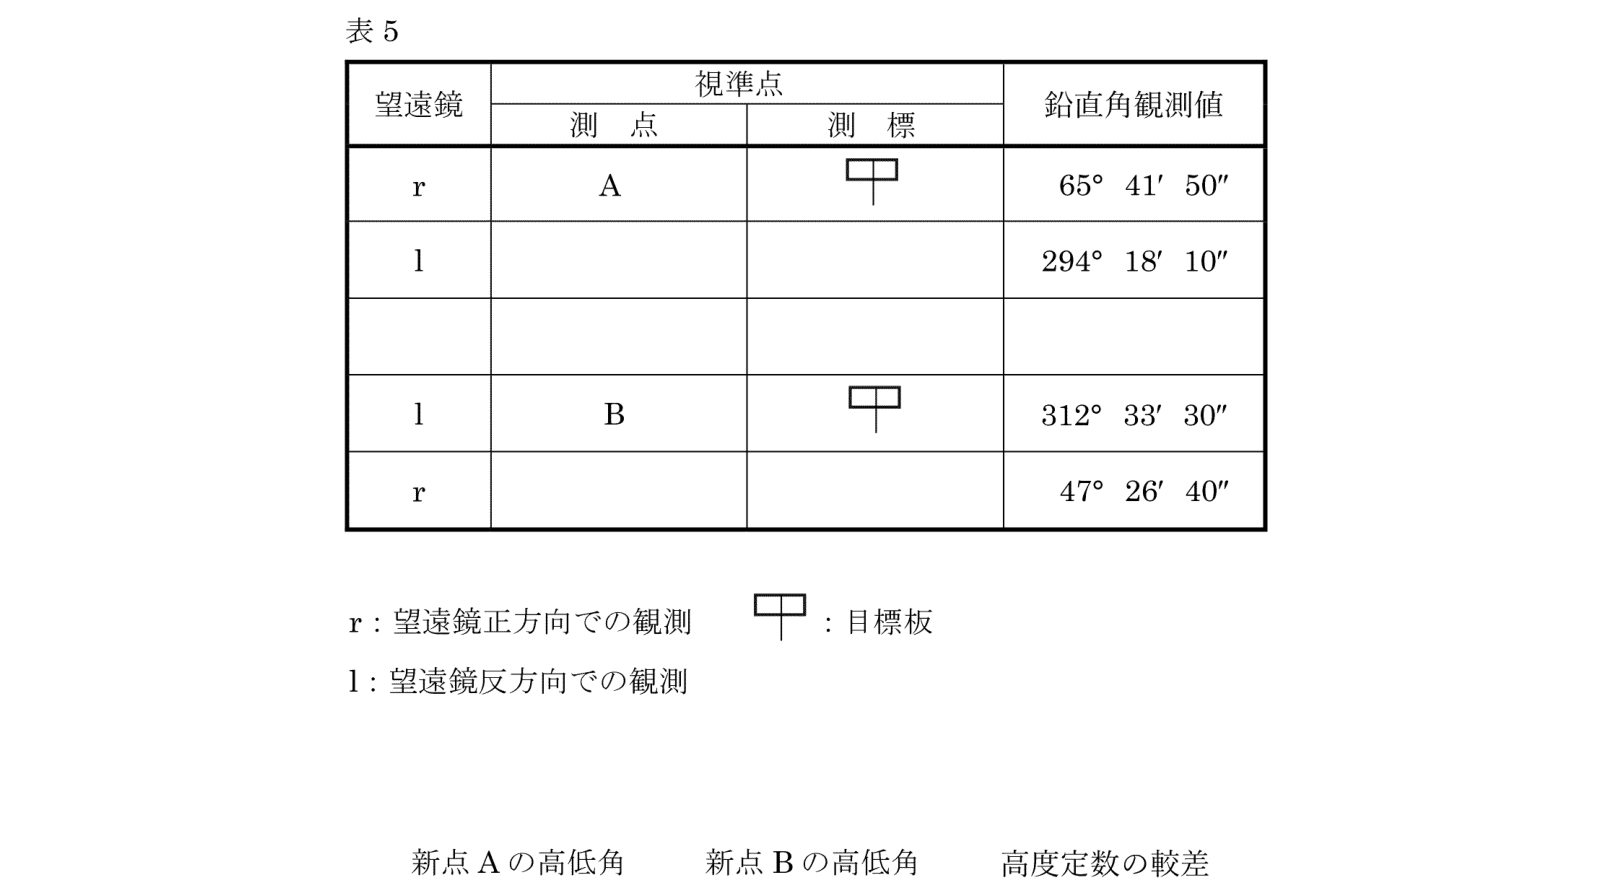 表 5
望遠鏡 視準点 鉛直角観測値
測 点 測 標
r A 65° 41′ 50″
l 294° 18′ 10″
l B 312° 33′ 30″
r 47° 26′ 40″
r : 望遠鏡正方向での観測 : 目標板
l : 望遠鏡反方向での観測
新点 A の高低角 新点 B の高低角 高度定数の較差